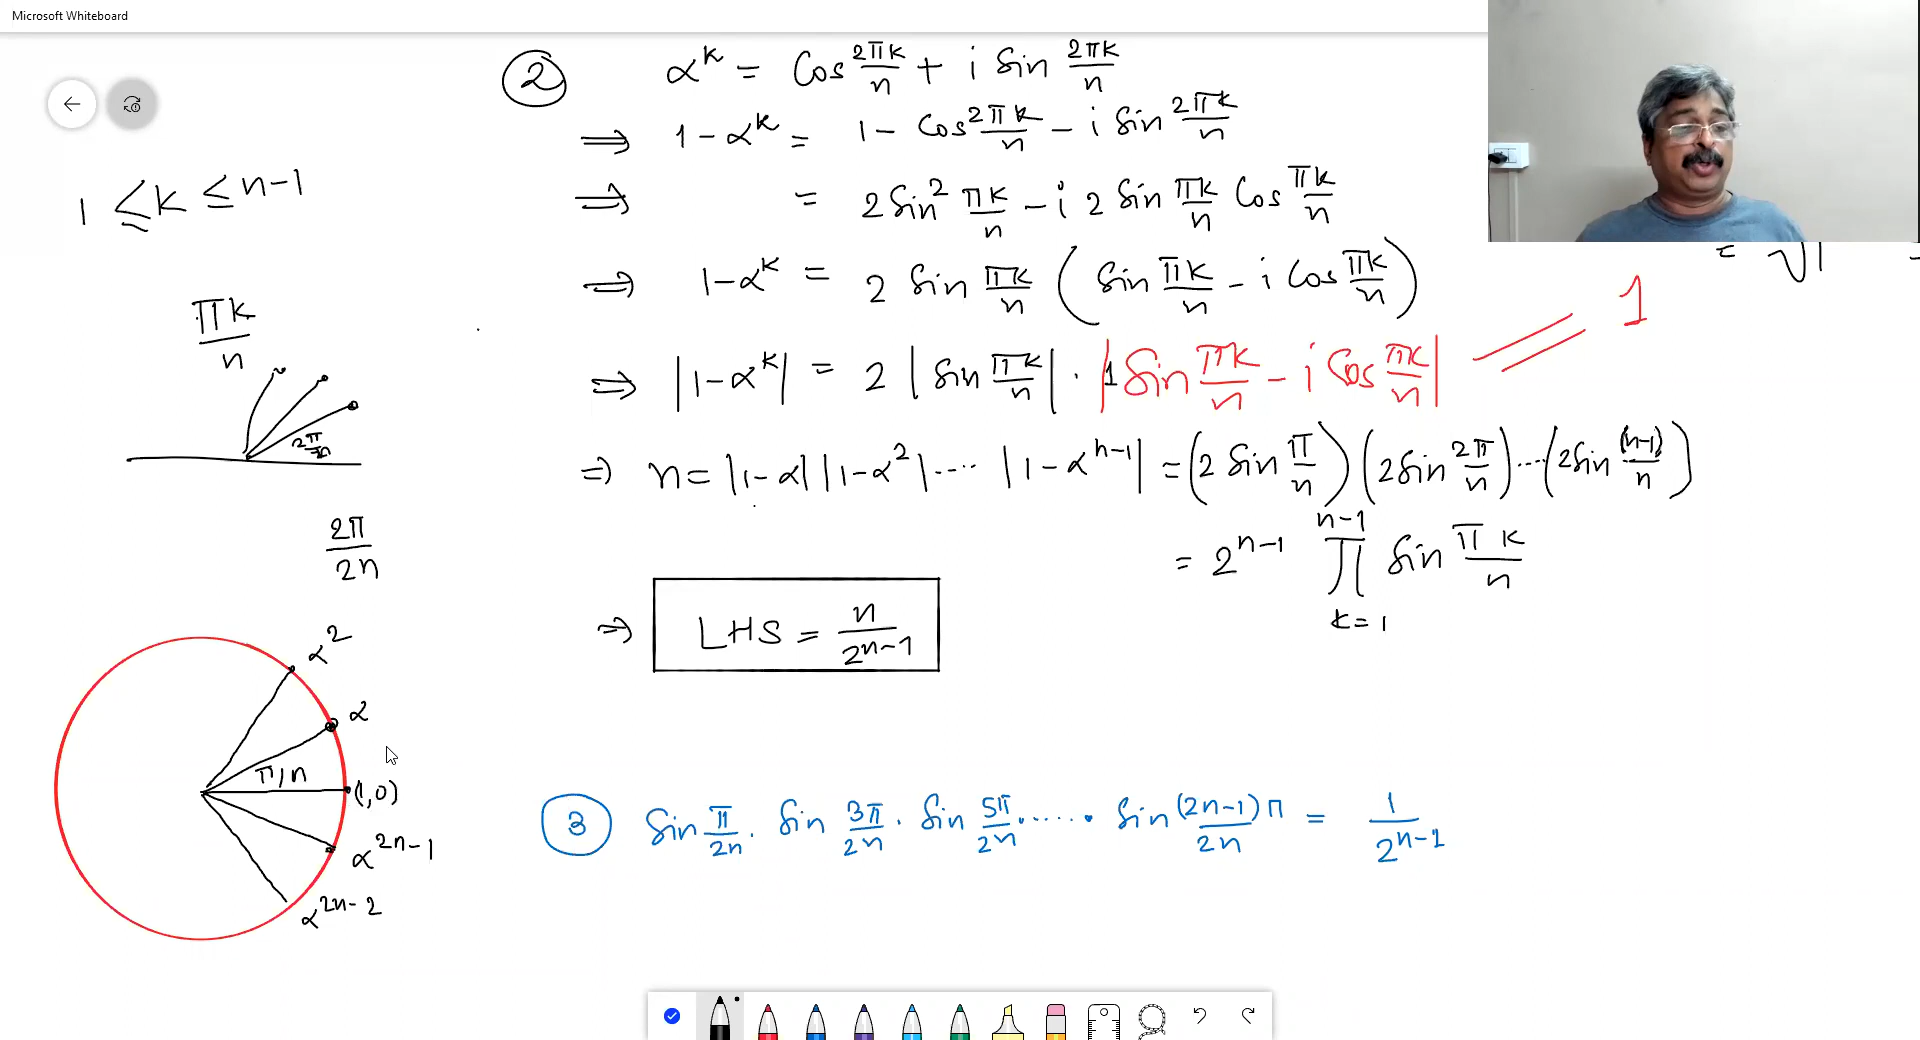 Microsoft Whiteboard
② α^k = Cos 2πk/n + i Sin 2πk/n
⇒ 1 - α^k = 1 - Cos 2πk/n - i Sin 2πk/n
1 ≤ k ≤ n-1
⇒ = 2 Sin² πk/n - i 2 Sin πk/n Cos πk/n
= √1
⇒ 1-α^k = 2 Sin πk/n (Sin πk/n - i Cos πk/n)
1
πk/n
⇒ |1-α^k| = 2 |Sin πk/n| · |Sin πk/n - i Cos πk/n|
2π/n
⇒ n = |1-α| |1-α²| .... |1-α^(n-1)| = (2 Sin π/n) (2 Sin 2π/n) ... (2 Sin (n-1)/n)
= 2^(n-1) ∏_{k=1}^{n-1} Sin πk/n
2π/2n
⇒ LHS = n/2^(n-1)
α²
α
π/n
(1,0)
α^(2n-1)
α^(2n-2)
③ Sin π/2n · Sin 3π/2n · Sin 5π/2n ...... Sin (2n-1)π/2n = 1/2^(n-1)